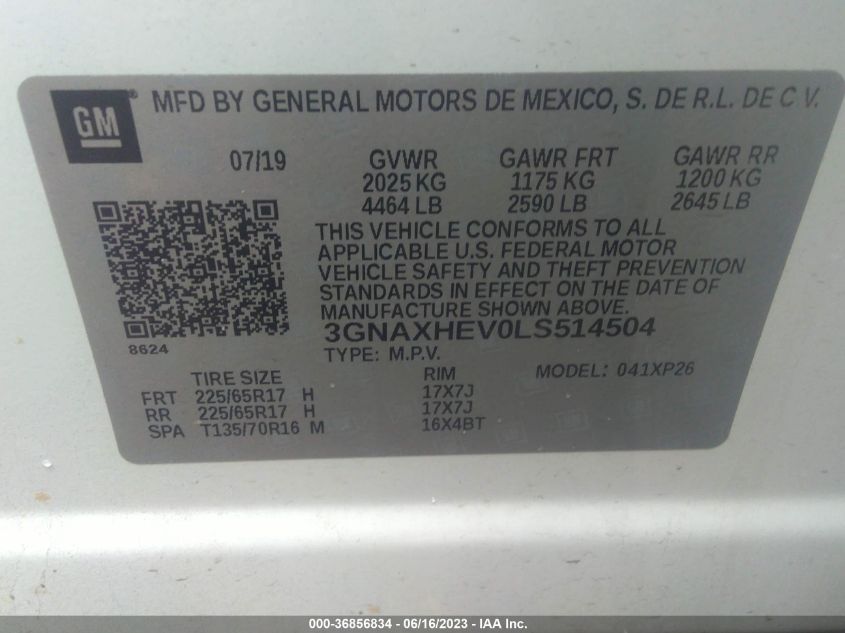 GM®
MFD BY GENERAL MOTORS DE MEXICO, S. DE R.L. DE C V.
07/19
GVWR GAWR FRT GAWR RR
2025 KG 1175 KG 1200 KG
4464 LB 2590 LB 2645 LB
THIS VEHICLE CONFORMS TO ALL
APPLICABLE U.S. FEDERAL MOTOR
VEHICLE SAFETY AND THEFT PREVENTION
STANDARDS IN EFFECT ON THE DATE OF
MANUFACTURE SHOWN ABOVE.
3GNAXHEV0LS514504
8624
TYPE: M.P.V.
TIRE SIZE RIM MODEL: 041XP26
FRT 225/65R17 H 17X7J
RR 225/65R17 H 17X7J
SPA T135/70R16 M 16X4BT
000-36856834 - 06/16/2023 - IAA Inc.